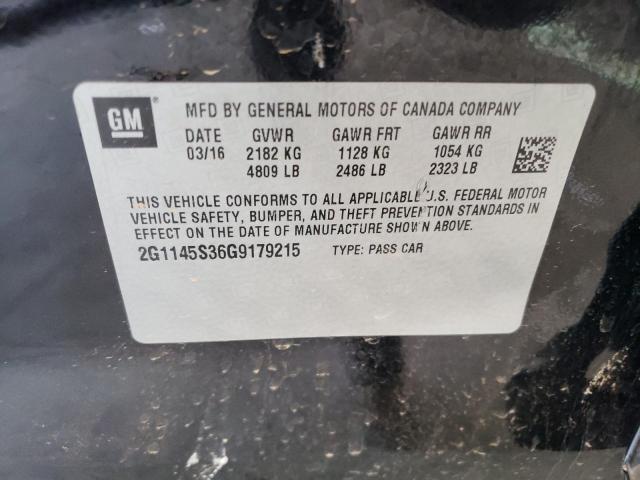 GM
MFD BY GENERAL MOTORS OF CANADA COMPANY
DATE GVWR GAWR FRT GAWR RR
03/16 2182 KG 1128 KG 1054 KG
4809 LB 2486 LB 2323 LB
THIS VEHICLE CONFORMS TO ALL APPLICABLE U.S. FEDERAL MOTOR
VEHICLE SAFETY, BUMPER, AND THEFT PREVENTION STANDARDS IN
EFFECT ON THE DATE OF MANUFACTURE SHOWN ABOVE.
2G1145S36G9179215 TYPE: PASS CAR